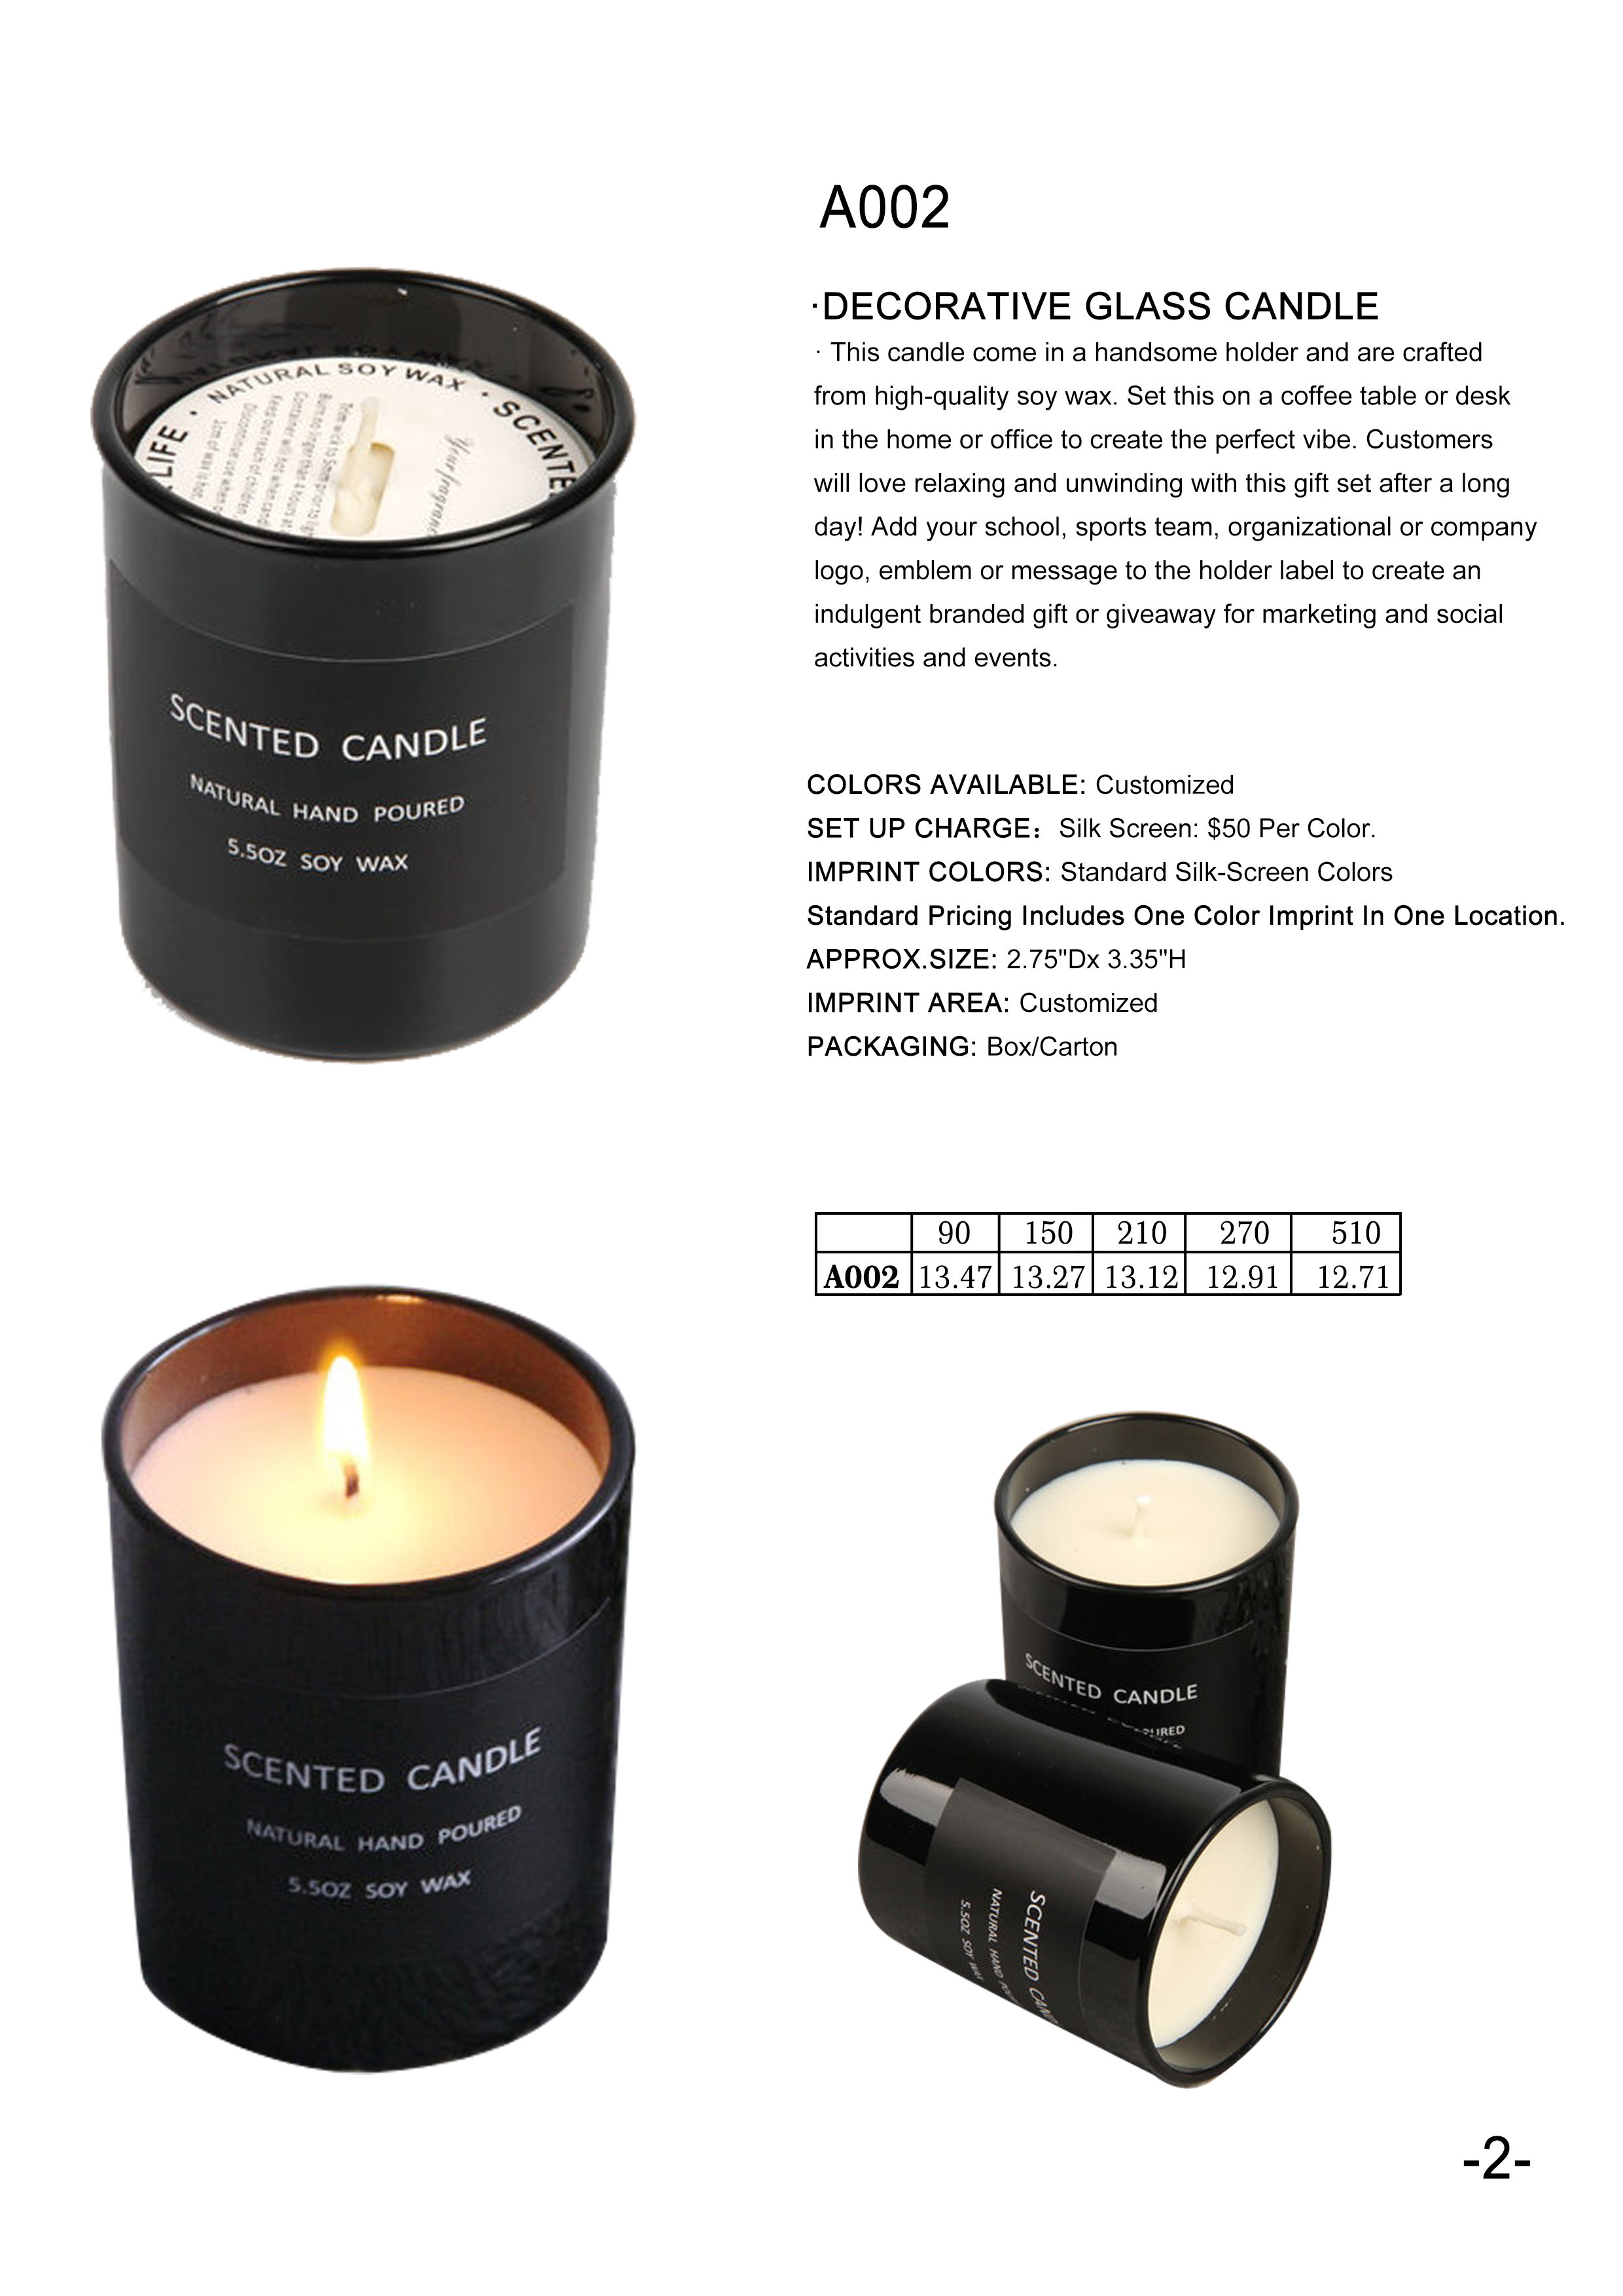 A002
·DECORATIVE GLASS CANDLE
· This candle come in a handsome holder and are crafted
from high-quality soy wax. Set this on a coffee table or desk
in the home or office to create the perfect vibe. Customers
will love relaxing and unwinding with this gift set after a long
day! Add your school, sports team, organizational or company
logo, emblem or message to the holder label to create an
indulgent branded gift or giveaway for marketing and social
activities and events.
COLORS AVAILABLE: Customized
SET UP CHARGE：Silk Screen: $50 Per Color.
IMPRINT COLORS: Standard Silk-Screen Colors
Standard Pricing Includes One Color Imprint In One Location.
APPROX.SIZE: 2.75"Dx 3.35"H
IMPRINT AREA: Customized
PACKAGING: Box/Carton
90 150 210 270 510
A002 13.47 13.27 13.12 12.91 12.71
LIFE · NATURAL SOY WAX ·
SCENTED CANDLE
NATURAL HAND POURED
5.5OZ SOY WAX
SCENTED CANDLE
NATURAL HAND POURED
5.5OZ SOY WAX
SCENTED CANDLE
SCENTED
NATURAL HAND
5.5OZ SOY WAX
-2-